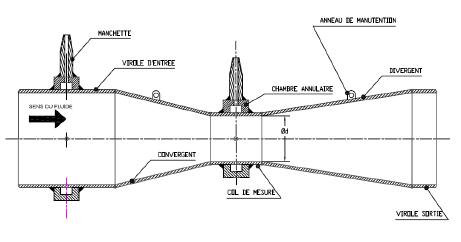 MANCHETTE
ANNEAU DE MANUTENTION
VIROLE D'ENTREE
DIVERGENT
CHAMBRE ANNULAIRE
SENS DU FLUIDE
Ød
CONVERGENT
COL DE MESURE
VIROLE SORTIE